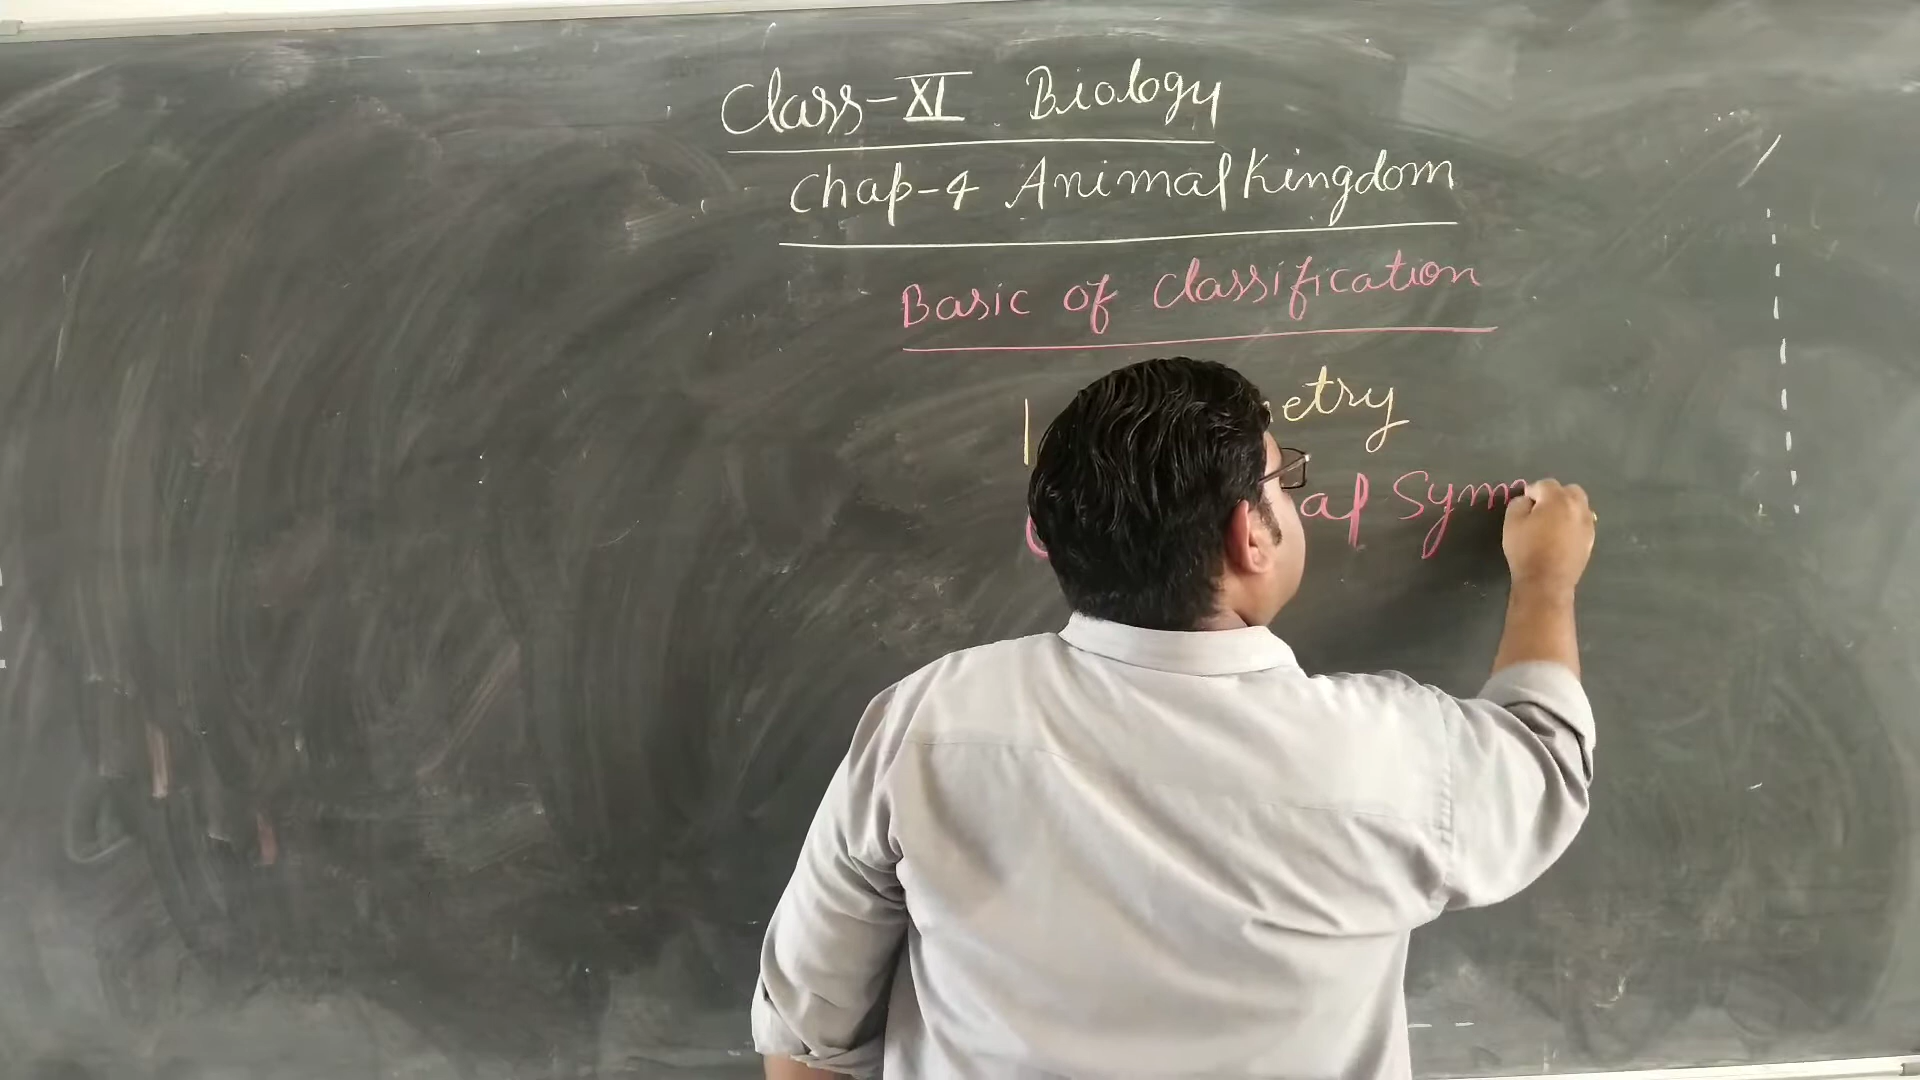 Class-XI Biology
Chap-4 Animal Kingdom
Basic of Classification
etry
al Sym